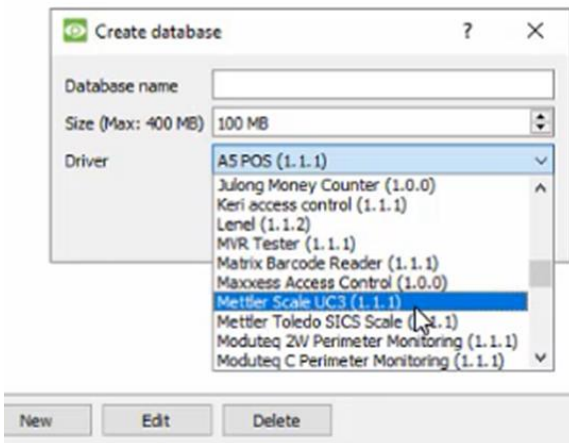 Create database ? ×
Database name
Size (Max: 400 MB) 100 MB
Driver A5 POS (1.1.1)
Julong Money Counter (1.0.0)
Keri access control (1.1.1)
Lenel (1.1.2)
MVR Tester (1.1.1)
Matrix Barcode Reader (1.1.1)
Maxxess Access Control (1.0.0)
Mettler Scale UC3 (1.1.1)
Mettler Toledo SICS Scale ( .1.1)
Moduteq 2W Perimeter Monitoring (1.1.1)
Moduteq C Perimeter Monitoring (1.1.1)
New Edit Delete